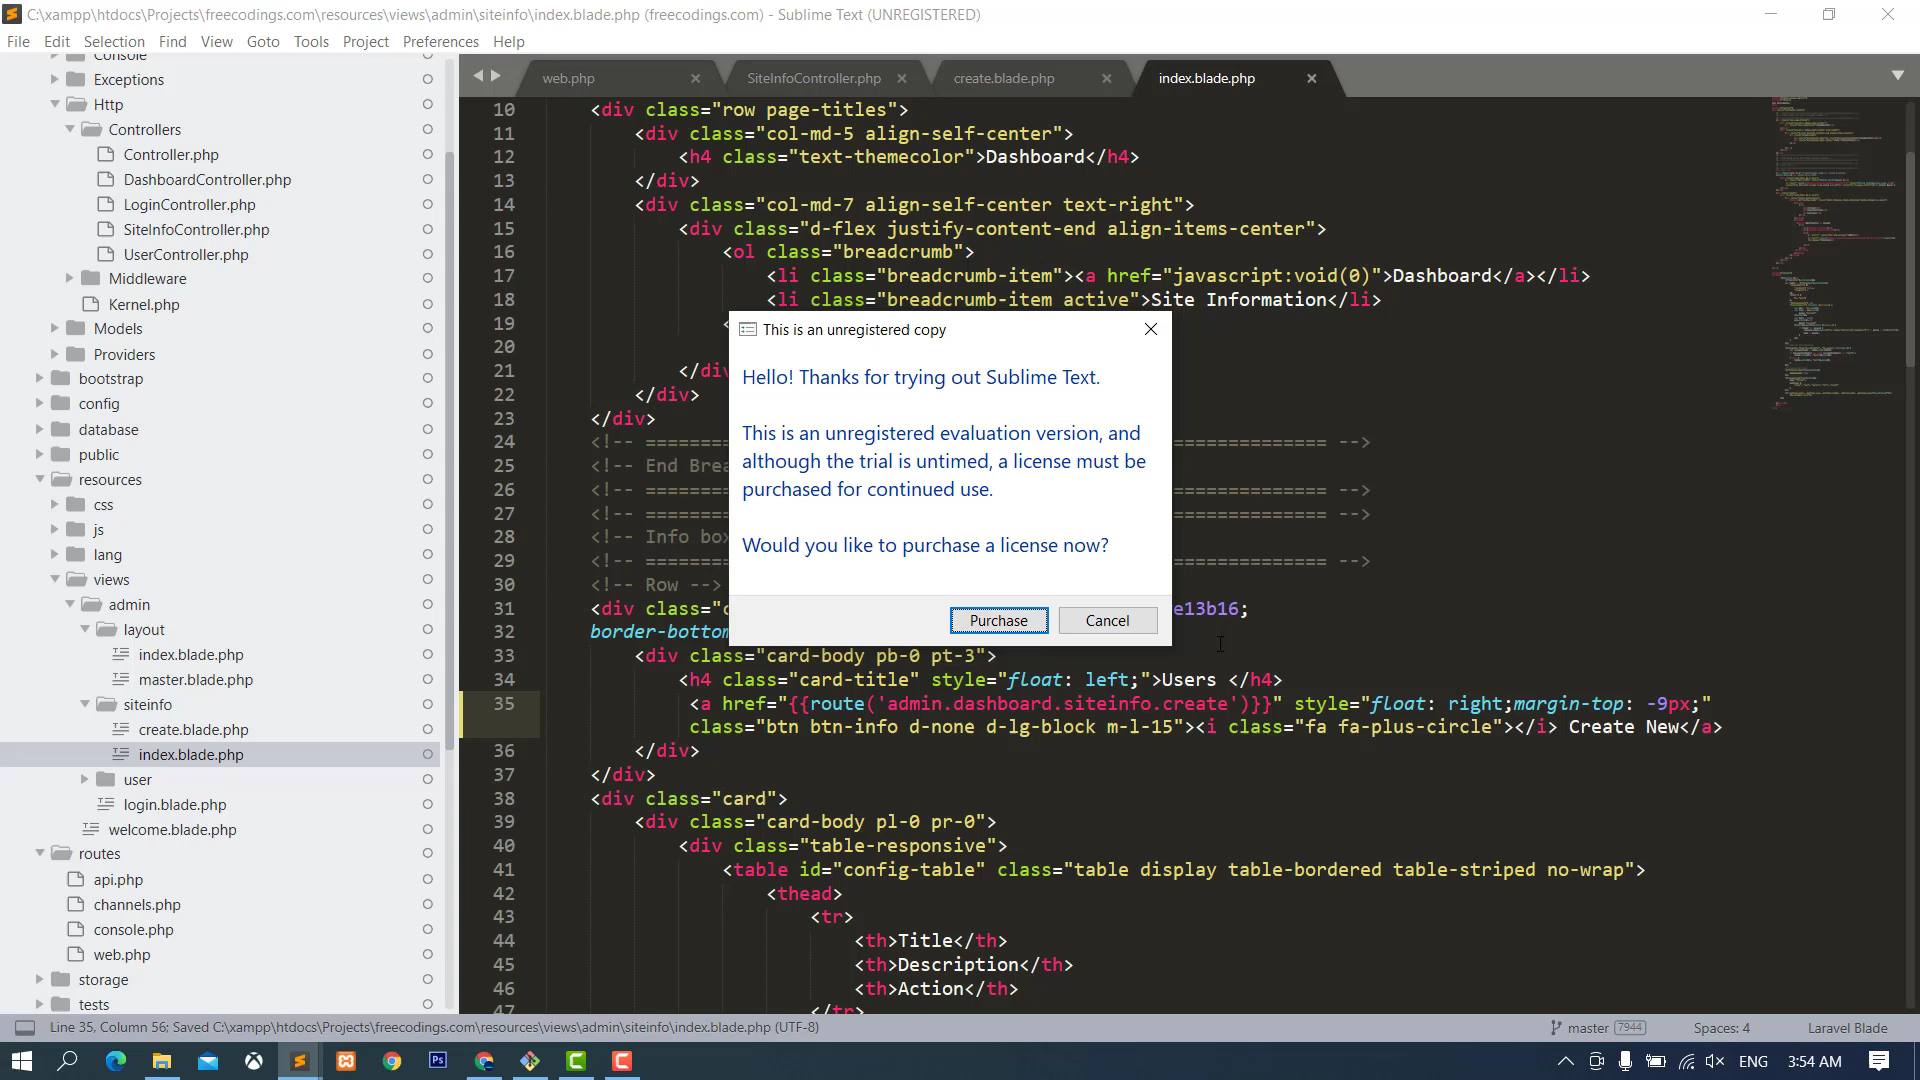 C:\xampp\htdocs\Projects\freecodings.com\resources\views\admin\siteinfo\index.blade.php (freecodings.com) - Sublime Text (UNREGISTERED)
File Edit Selection Find View Goto Tools Project Preferences Help
Console
Exceptions
Http
Controllers
Controller.php
DashboardController.php
LoginController.php
SiteInfoController.php
UserController.php
Middleware
Kernel.php
Models
Providers
bootstrap
config
database
public
resources
css
js
lang
views
admin
layout
index.blade.php
master.blade.php
siteinfo
create.blade.php
index.blade.php
user
login.blade.php
welcome.blade.php
routes
api.php
channels.php
console.php
web.php
storage
tests
web.php SiteInfoController.php create.blade.php index.blade.php
10 <div class="row page-titles">
11 <div class="col-md-5 align-self-center">
12 <h4 class="text-themecolor">Dashboard</h4>
13 </div>
14 <div class="col-md-7 align-self-center text-right">
15 <div class="d-flex justify-content-end align-items-center">
16 <ol class="breadcrumb">
17 <li class="breadcrumb-item"><a href="javascript:void(0)">Dashboard</a></li>
18 <li class="breadcrumb-item active">Site Information</li>
19 <
20
21 </di
22 </div>
23 </div>
24 <!-- ======== ============== -->
25 <!-- End Brea
26 <!-- ======== ============== -->
27 <!-- ======== ============== -->
28 <!-- Info box
29 <!-- ======== ============== -->
30 <!-- Row -->
31 <div class="c e13b16;
32 border-bottom
33 <div class="card-body pb-0 pt-3">
34 <h4 class="card-title" style="float: left;">Users </h4>
35 <a href="{{route('admin.dashboard.siteinfo.create')}}" style="float: right;margin-top: -9px;"
class="btn btn-info d-none d-lg-block m-l-15"><i class="fa fa-plus-circle"></i> Create New</a>
36 </div>
37 </div>
38 <div class="card">
39 <div class="card-body pl-0 pr-0">
40 <div class="table-responsive">
41 <table id="config-table" class="table display table-bordered table-striped no-wrap">
42 <thead>
43 <tr>
44 <th>Title</th>
45 <th>Description</th>
46 <th>Action</th>
47 </tr>
This is an unregistered copy
Hello! Thanks for trying out Sublime Text.
This is an unregistered evaluation version, and
although the trial is untimed, a license must be
purchased for continued use.
Would you like to purchase a license now?
Purchase Cancel
Line 35, Column 56; Saved C:\xampp\htdocs\Projects\freecodings.com\resources\views\admin\siteinfo\index.blade.php (UTF-8) master 7944 Spaces: 4 Laravel Blade
Ps ENG 3:54 AM